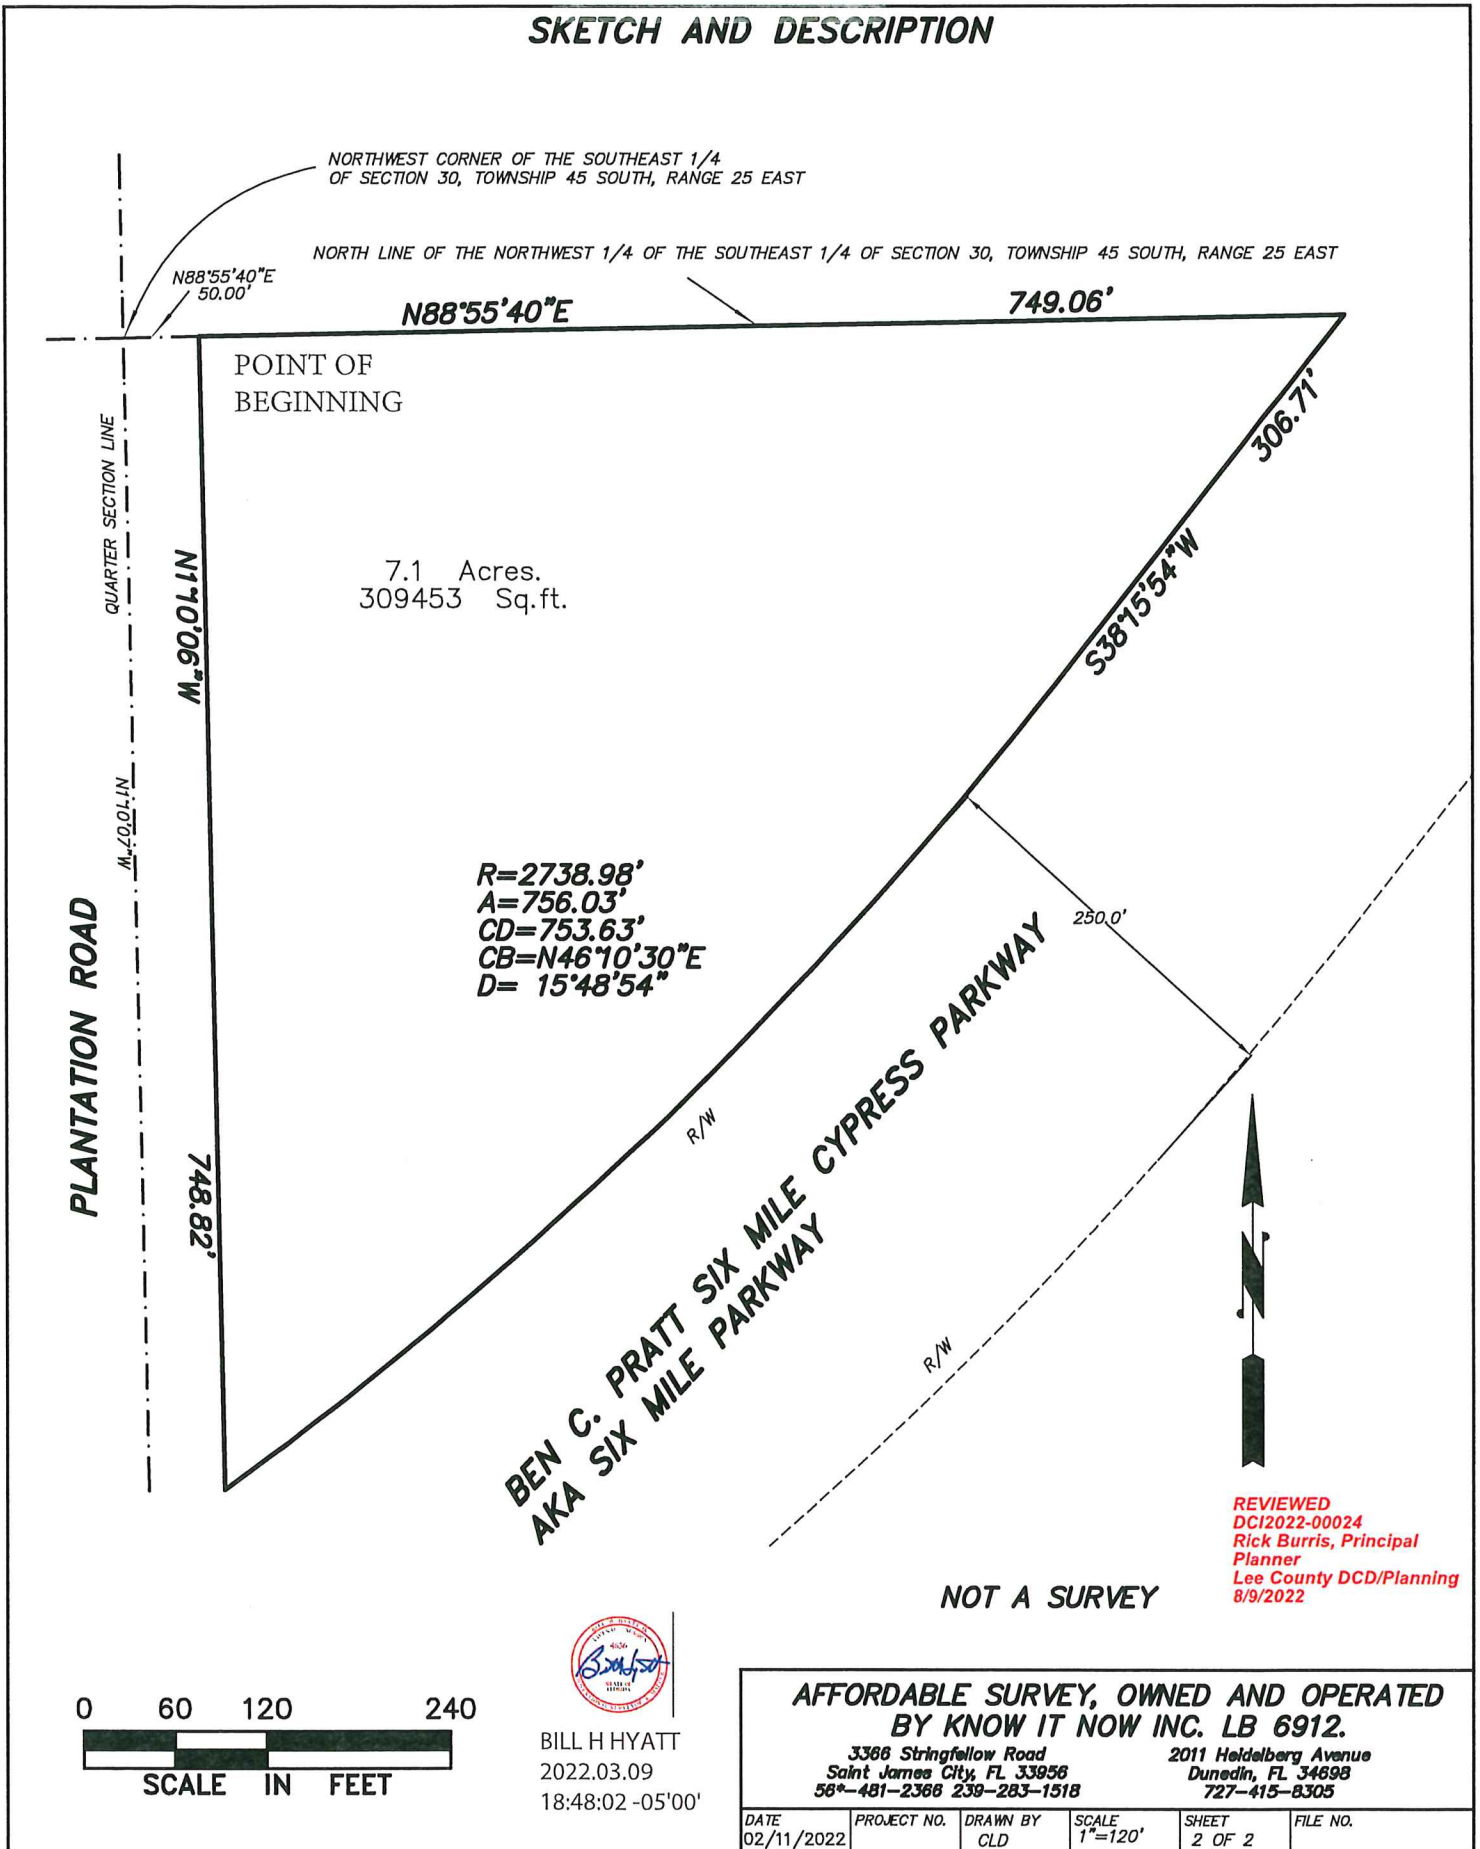 SKETCH AND DESCRIPTION
NORTHWEST CORNER OF THE SOUTHEAST 1/4
OF SECTION 30, TOWNSHIP 45 SOUTH, RANGE 25 EAST
NORTH LINE OF THE NORTHWEST 1/4 OF THE SOUTHEAST 1/4 OF SECTION 30, TOWNSHIP 45 SOUTH, RANGE 25 EAST
N88°55'40"E
50.00'
N88°55'40"E
749.06'
POINT OF
BEGINNING
306.71'
S38°15'54"W
QUARTER SECTION LINE
N1°10'06"W
7.1 Acres.
309453 Sq.ft.
N1°10'07"W
R=2738.98'
A=756.03'
CD=753.63'
CB=N46°10'30"E
D= 15°48'54"
250.0'
PLANTATION ROAD
748.82'
R/W
BEN C. PRATT SIX MILE CYPRESS PARKWAY
AKA SIX MILE PARKWAY
R/W
N
REVIEWED
DCI2022-00024
Rick Burris, Principal
Planner
Lee County DCD/Planning
8/9/2022
NOT A SURVEY
0 60 120 240
SCALE IN FEET
BILL H HYATT
2022.03.09
18:48:02 -05'00'
AFFORDABLE SURVEY, OWNED AND OPERATED
BY KNOW IT NOW INC. LB 6912.
3366 Stringfellow Road
Saint James City, FL 33956
56*-481-2366 239-283-1518
2011 Heidelberg Avenue
Dunedin, FL 34698
727-415-8305
DATE
02/11/2022
PROJECT NO.
DRAWN BY
CLD
SCALE
1"=120'
SHEET
2 OF 2
FILE NO.